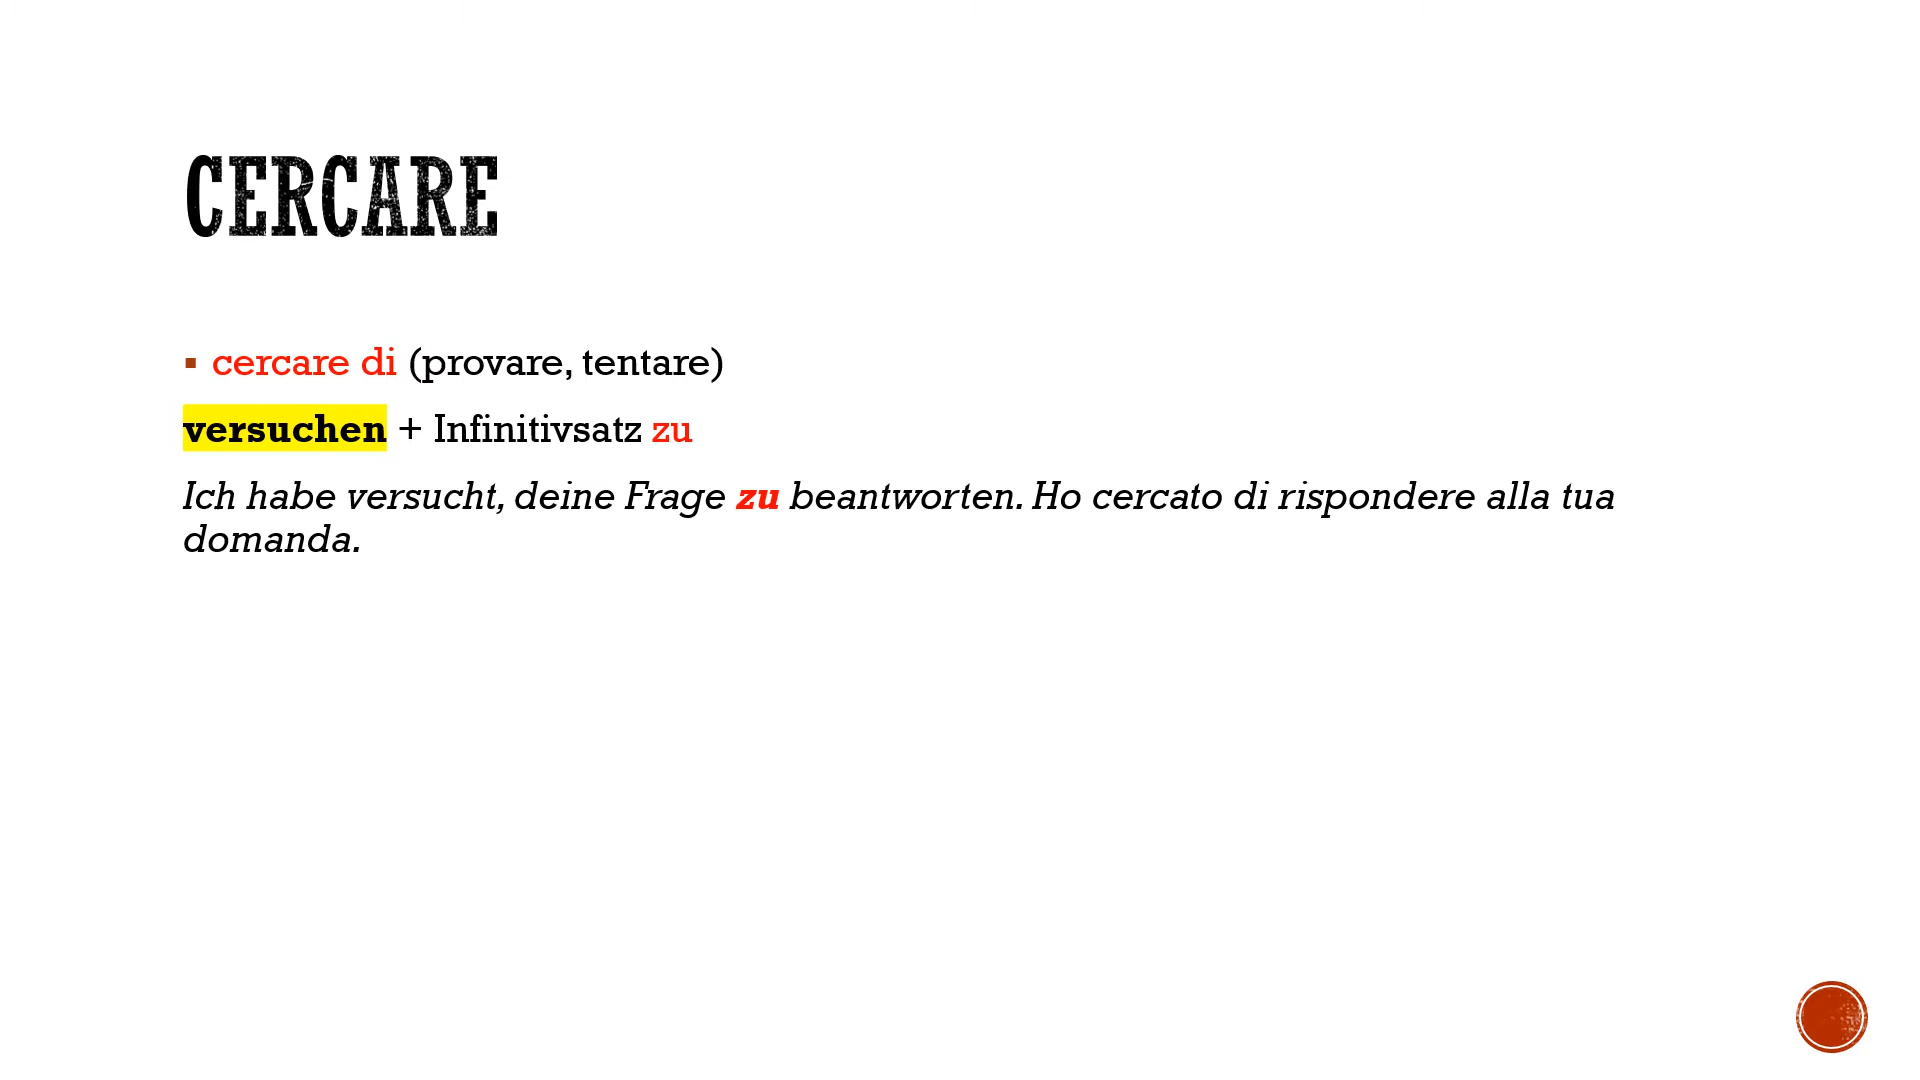 CERCARE
▪ cercare di (provare, tentare)
versuchen + Infinitivsatz zu
Ich habe versucht, deine Frage zu beantworten. Ho cercato di rispondere alla tua
domanda.